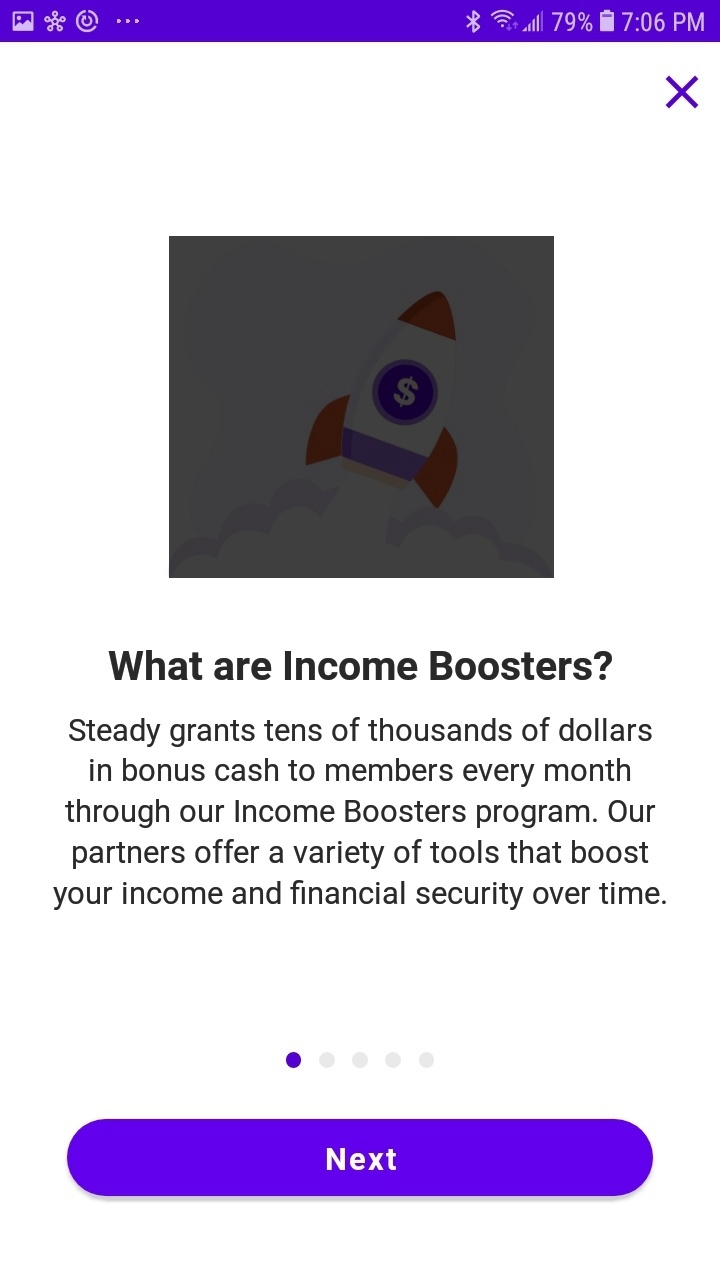 79% 7:06 PM
$
What are Income Boosters?
Steady grants tens of thousands of dollars
in bonus cash to members every month
through our Income Boosters program. Our
partners offer a variety of tools that boost
your income and financial security over time.
Next